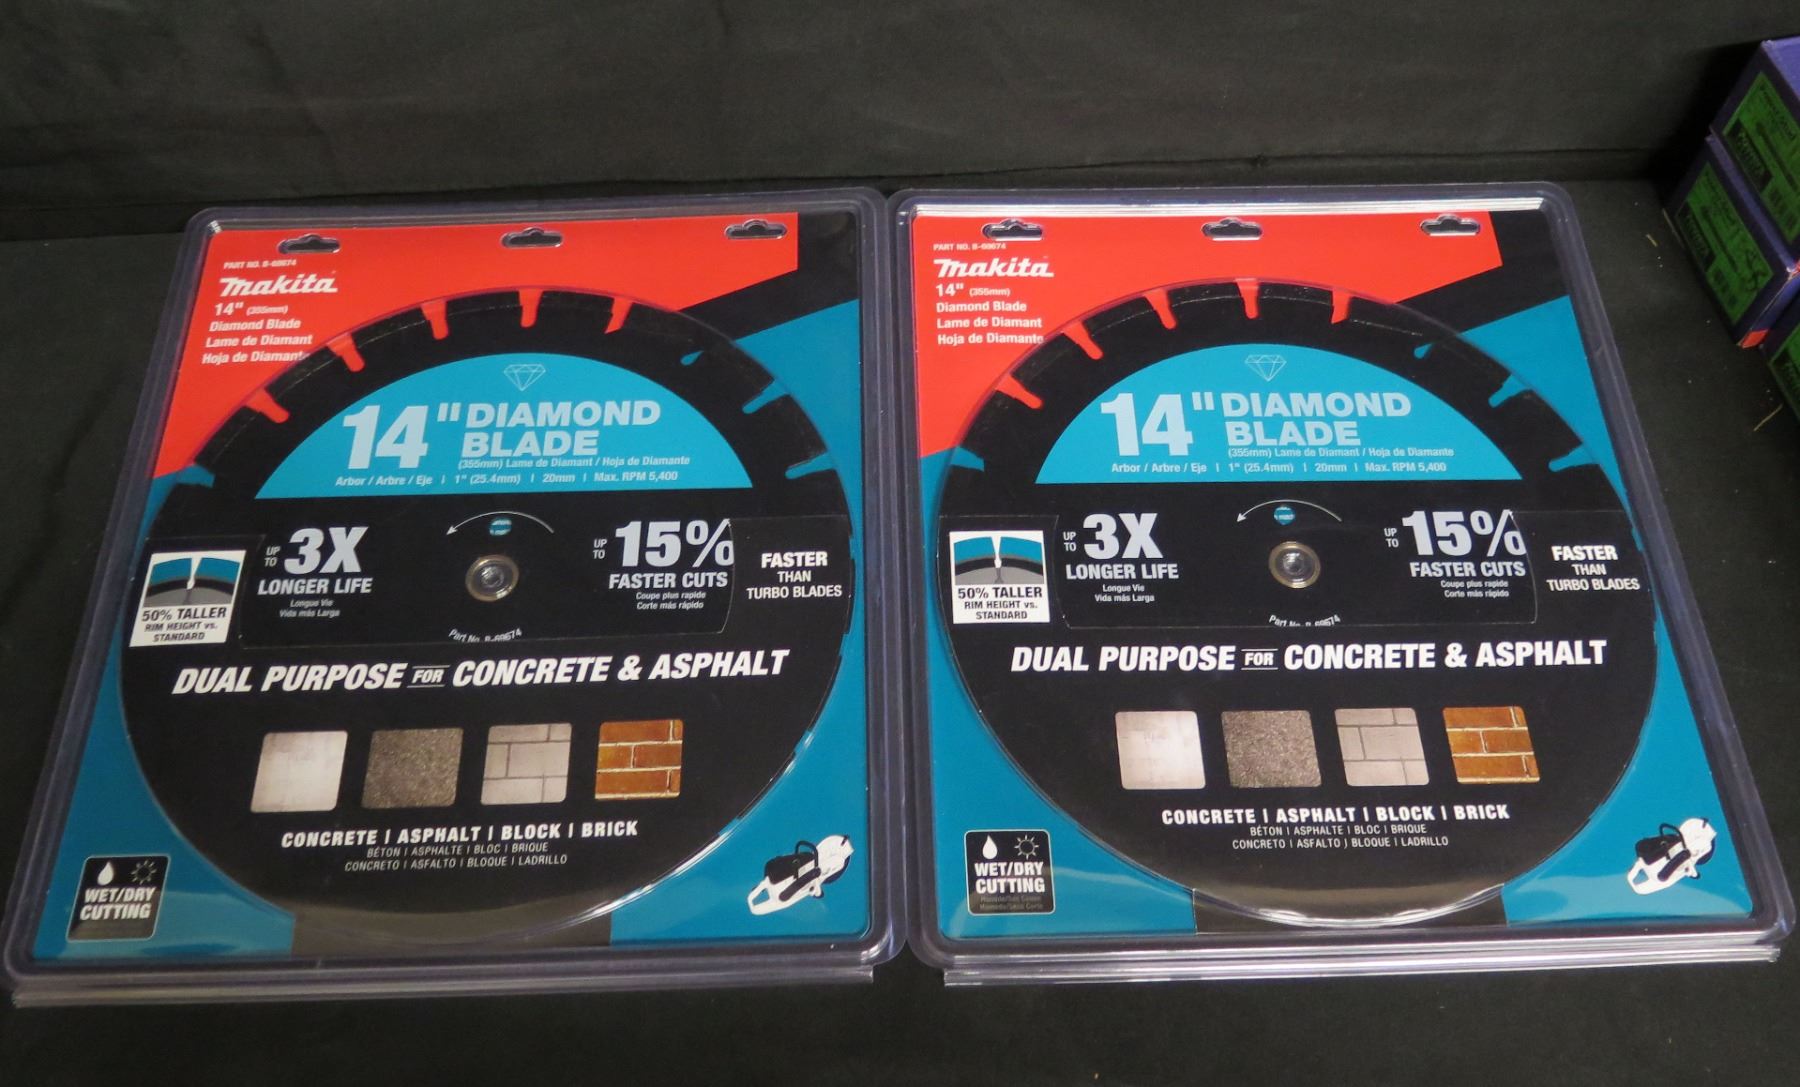 PART NO. B-69674
Makita
14" (355mm)
Diamond Blade
Lame de Diamant
Hoja de Diamante
14" DIAMOND
BLADE
(355mm) Lame de Diamant / Hoja de Diamante
Arbor / Arbre / Eje | 1" (25.4mm) | 20mm | Max. RPM 5,400
UP TO 3X
LONGER LIFE
Longue Vie
Vida más Larga
UP TO 15%
FASTER CUTS
Coupe plus rapide
Corte más rápido
FASTER
THAN
TURBO BLADES
50% TALLER
RIM HEIGHT vs.
STANDARD
Part No. B-69674
DUAL PURPOSE FOR CONCRETE & ASPHALT
CONCRETE | ASPHALT | BLOCK | BRICK
BÉTON | ASPHALTE | BLOC | BRIQUE
CONCRETO | ASFALTO | BLOQUE | LADRILLO
WET/DRY
CUTTING
PART NO. B-69674
Makita
14" (355mm)
Diamond Blade
Lame de Diamant
Hoja de Diamante
14" DIAMOND
BLADE
(355mm) Lame de Diamant / Hoja de Diamante
Arbor / Arbre / Eje | 1" (25.4mm) | 20mm | Max. RPM 5,400
UP TO 3X
LONGER LIFE
Longue Vie
Vida más Larga
UP TO 15%
FASTER CUTS
Coupe plus rapide
Corte más rápido
FASTER
THAN
TURBO BLADES
50% TALLER
RIM HEIGHT vs.
STANDARD
Part No. B-69674
DUAL PURPOSE FOR CONCRETE & ASPHALT
CONCRETE | ASPHALT | BLOCK | BRICK
BÉTON | ASPHALTE | BLOC | BRIQUE
CONCRETO | ASFALTO | BLOQUE | LADRILLO
WET/DRY
CUTTING